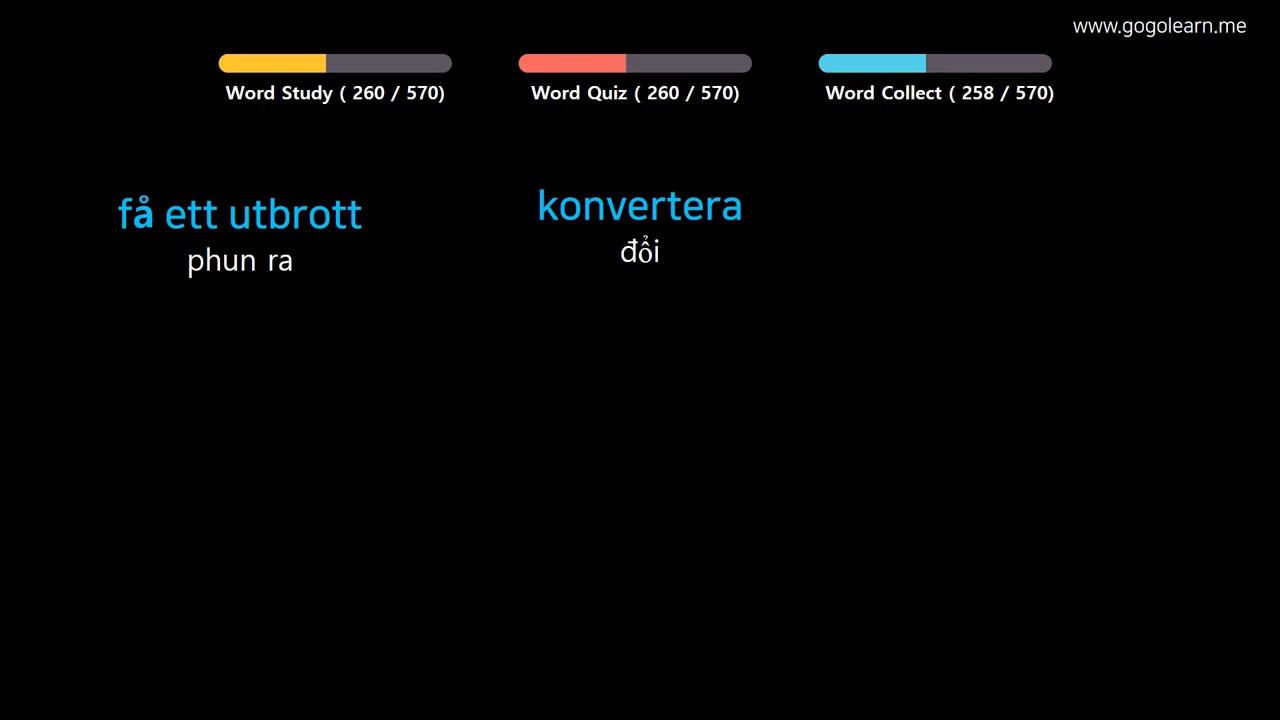 www.gogolearn.me
Word Study ( 260 / 570)
Word Quiz ( 260 / 570)
Word Collect ( 258 / 570)
få ett utbrott
phun ra
konvertera
đổi